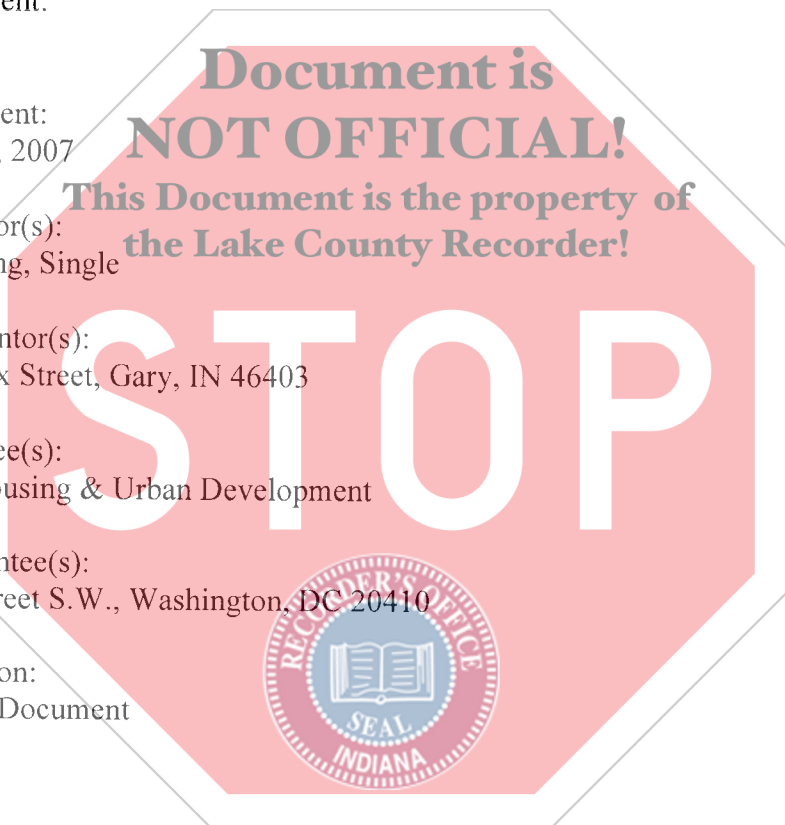 ent:
Document is
ent:
NOT OFFICIAL!
, 2007
This Document is the property of
or(s):
the Lake County Recorder!
ng, Single
STOP
ntor(s):
x Street, Gary, IN 46403
ee(s):
ousing & Urban Development
ntee(s):
reet S.W., Washington, DC 20410
RECORDER'S OFFICE
on:
Document
SEAL
INDIANA